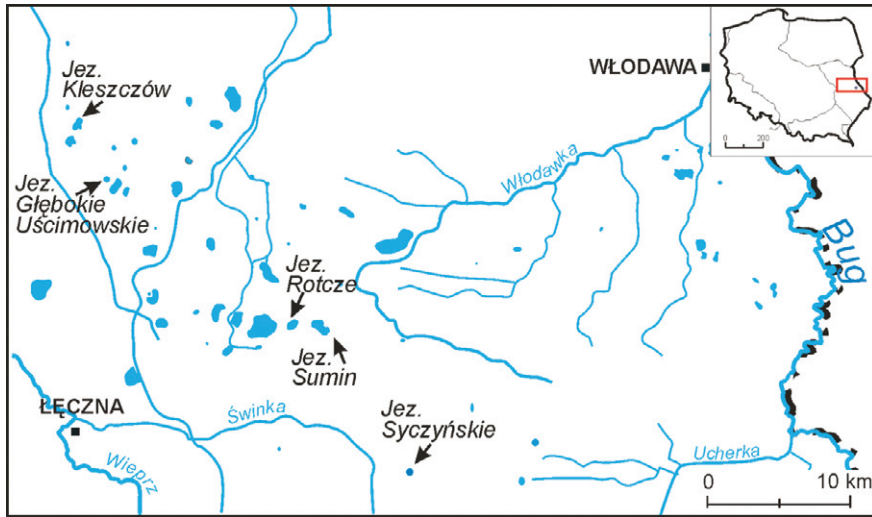 Jez.
Kleszczów
WŁODAWA
0 200
Jez.
Głębokie
Uścimowskie
Włodawka
Bug
Jez.
Rotcze
Jez.
Sumin
ŁĘCZNA
Świnka
Jez.
Syczyńskie
Wieprz
Ucherka
0 10 km